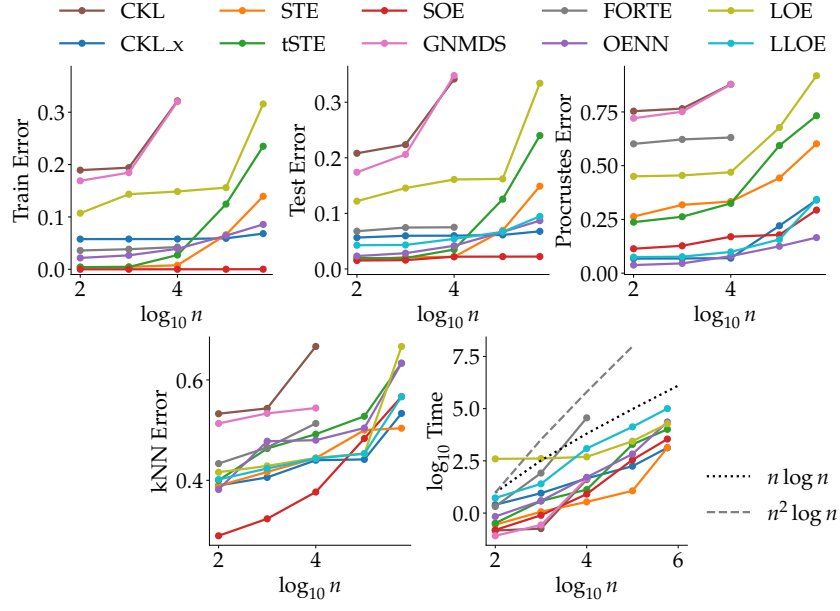 CKL STE SOE FORTE LOE
CKL_x tSTE GNMDS OENN LLOE
Train Error
0.3
0.2
0.1
0.0
2 4
log₁₀ n
Test Error
0.3
0.2
0.1
0.0
2 4
log₁₀ n
Procrustes Error
0.75
0.50
0.25
0.00
2 4
log₁₀ n
kNN Error
0.6
0.4
2 4
log₁₀ n
log₁₀ Time
7.5
5.0
2.5
0.0
2 4 6
log₁₀ n
n log n
n² log n